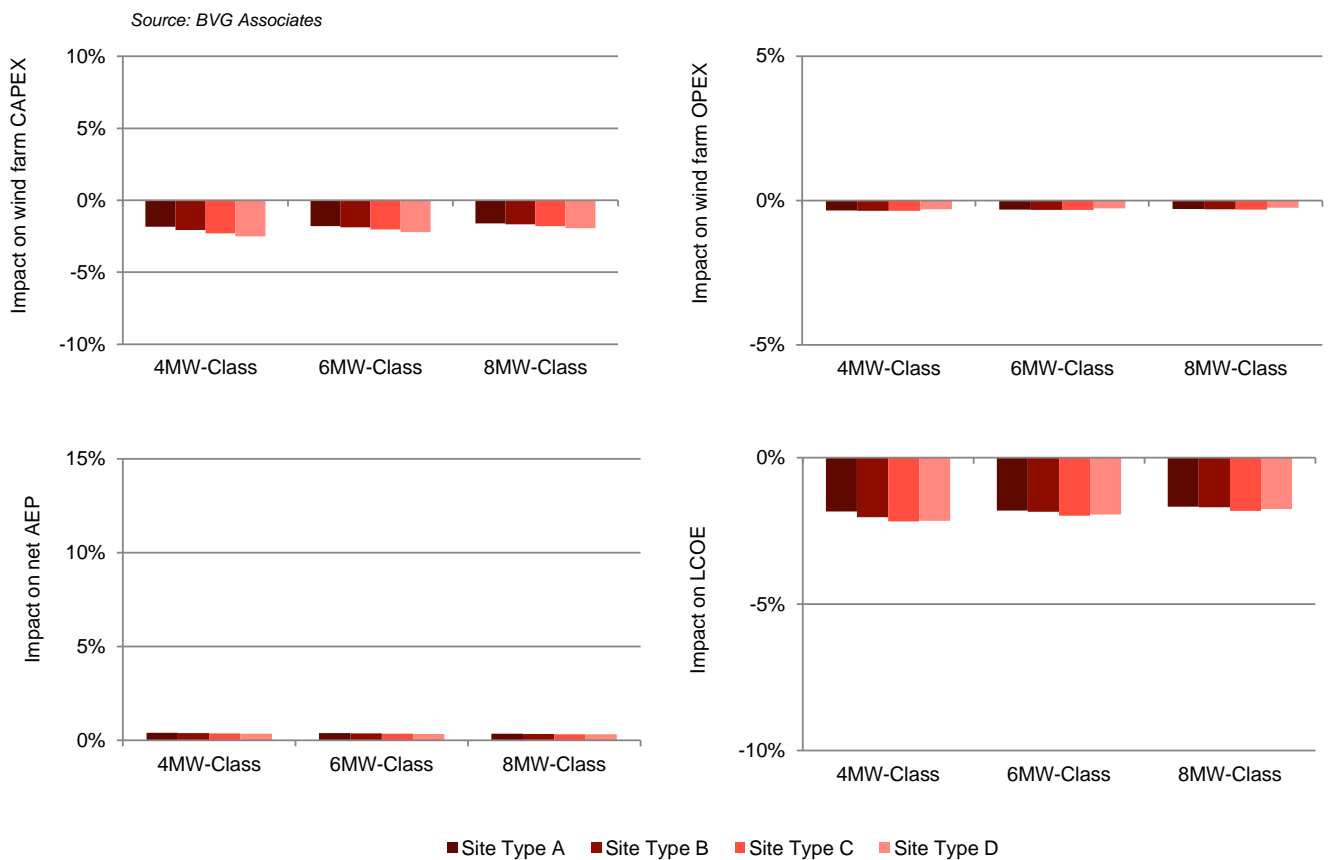 Source: BVG Associates
Impact on wind farm CAPEX
10%
5%
0%
-5%
-10%
4MW-Class 6MW-Class 8MW-Class
Impact on wind farm OPEX
5%
0%
-5%
4MW-Class 6MW-Class 8MW-Class
Impact on net AEP
15%
10%
5%
0%
4MW-Class 6MW-Class 8MW-Class
Impact on LCOE
0%
-5%
-10%
4MW-Class 6MW-Class 8MW-Class
Site Type A Site Type B Site Type C Site Type D